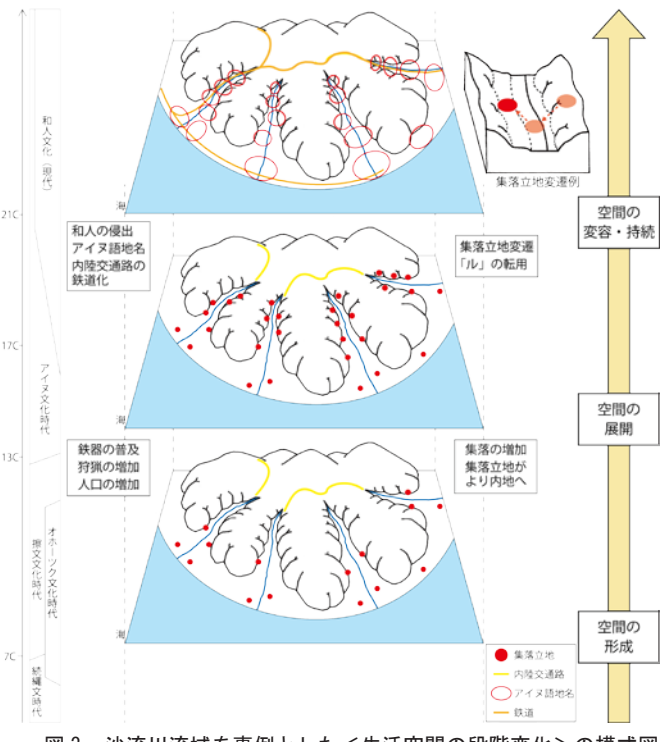 和人文化(現代)
21C
17C
アイヌ文化時代
13C
オホーツク文化時代
擦文文化時代
7C
続縄文時代
海
和人の侵出
アイヌ語地名
内陸交通路の
鉄道化
集落立地変遷例
集落立地変遷
「ル」の転用
空間の
変容・持続
海
鉄器の普及
狩猟の増加
人口の増加
集落の増加
集落立地が
より内地へ
空間の
展開
海
空間の
形成
集落立地
内陸交通路
アイヌ語地名
鉄道
図3 沙流川流域を事例とした<生活空間の段階変化>の模式図